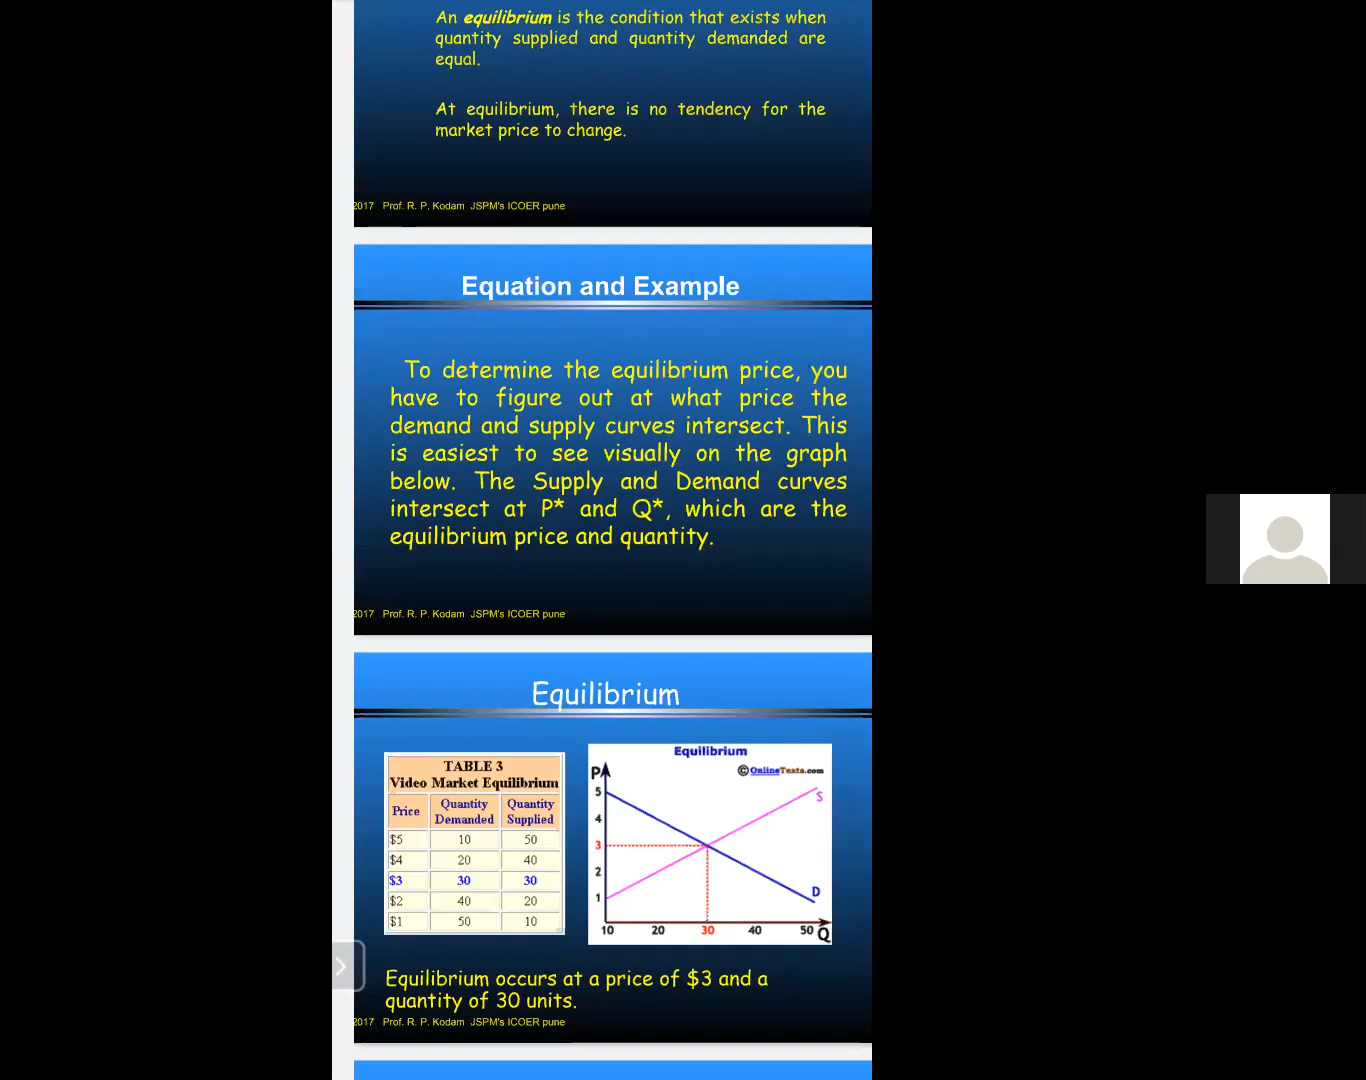 An equilibrium is the condition that exists when
quantity supplied and quantity demanded are
equal.
At equilibrium, there is no tendency for the
market price to change.
2017 Prof. R. P. Kodam JSPM's ICOER pune
Equation and Example
To determine the equilibrium price, you
have to figure out at what price the
demand and supply curves intersect. This
is easiest to see visually on the graph
below. The Supply and Demand curves
intersect at P* and Q*, which are the
equilibrium price and quantity.
2017 Prof. R. P. Kodam JSPM's ICOER pune
Equilibrium
TABLE 3
Video Market Equilibrium
Price Quantity Demanded Quantity Supplied
$5 10 50
$4 20 40
$3 30 30
$2 40 20
$1 50 10
Equilibrium
© OnlineTexts.com
P
5
4
3
2
1
S
D
10 20 30 40 50 Q
Equilibrium occurs at a price of $3 and a
quantity of 30 units.
2017 Prof. R. P. Kodam JSPM's ICOER pune